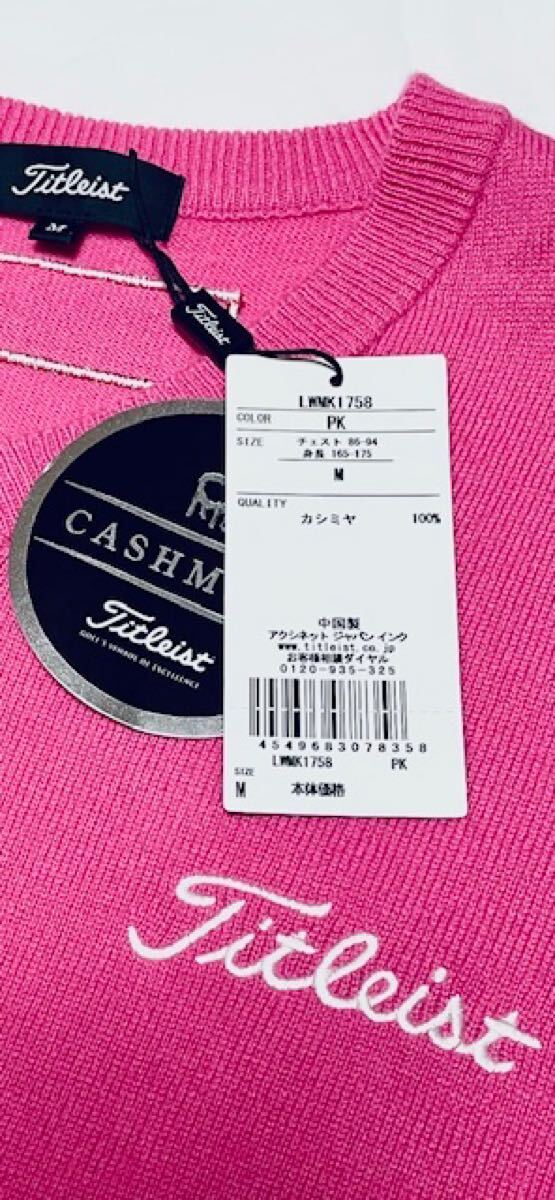 Titleist
M
Titleist
LWMK1758
COLOR PK
SIZE チェスト 86-94
身長 165-175
M
QUALITY
カシミヤ 100%
中国製
アクシネット ジャパン インク
www.titleist.co.jp
お客様相談ダイヤル
0120-935-325
4549683078358
LWMK1758 PK
SIZE
M 本体価格
CASHM
Titleist
GOLF'S SYMBOL OF EXCELLENCE
Titleist